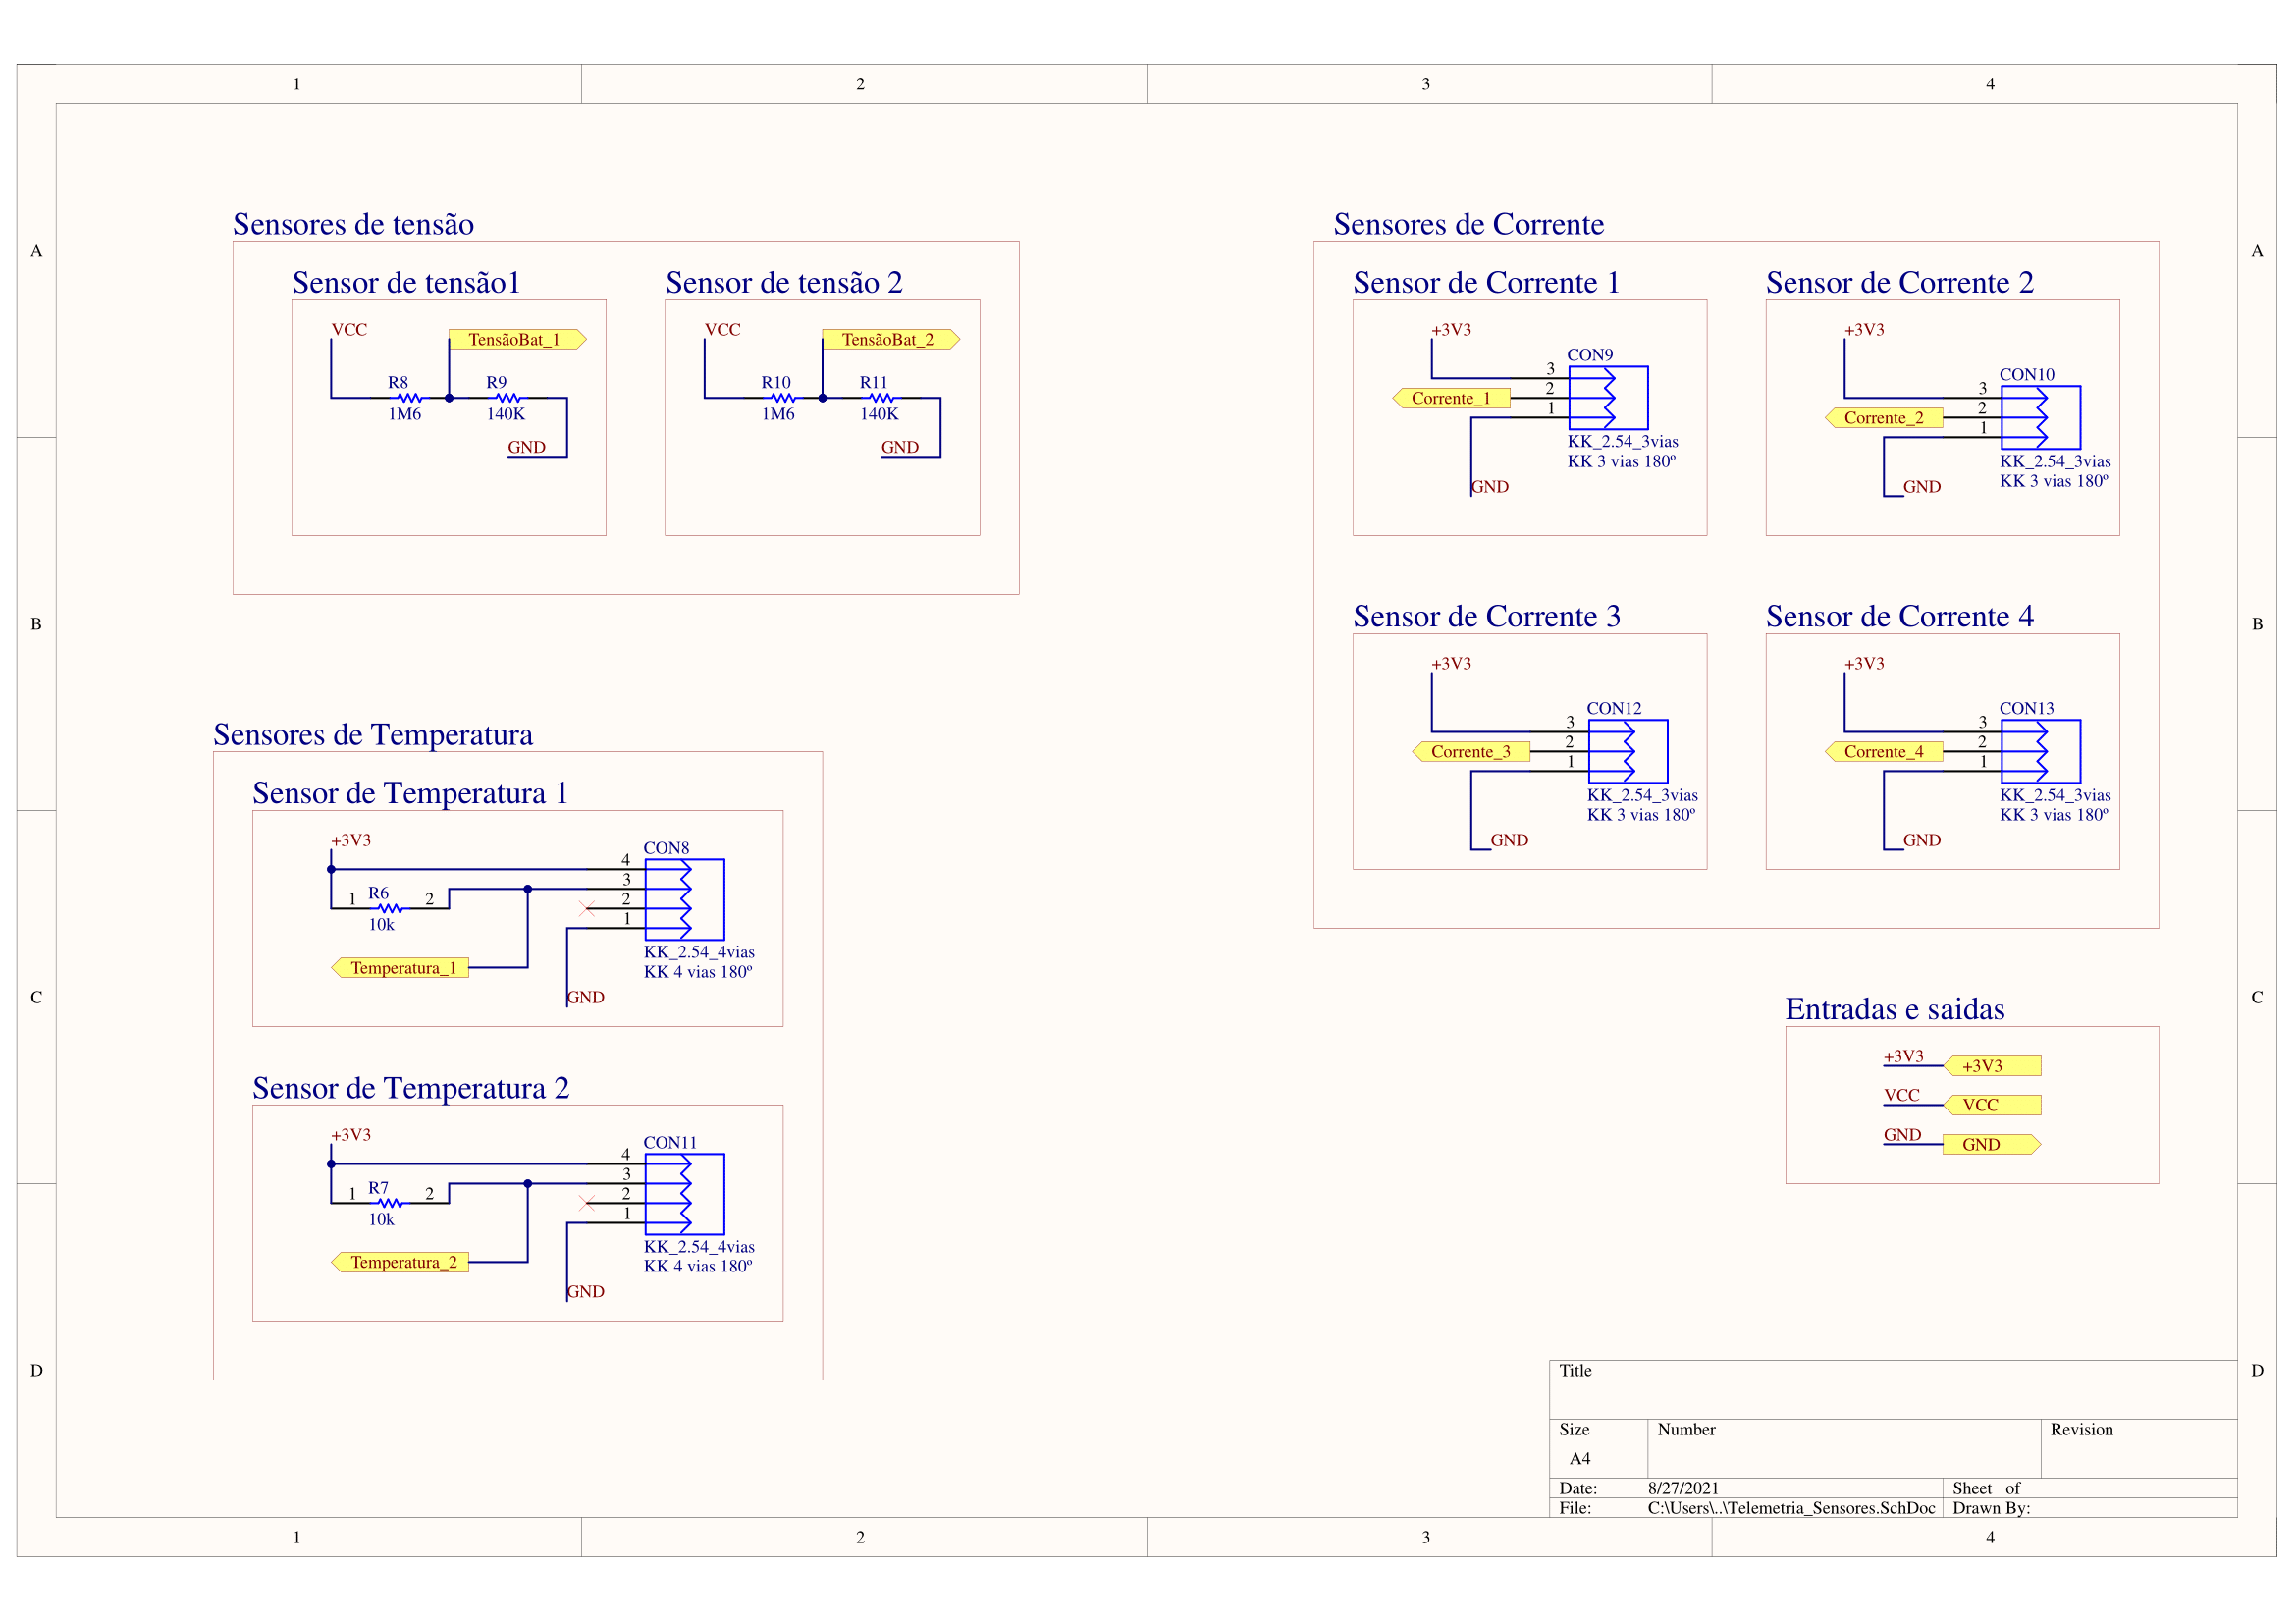 1 2 3 4
A A
B B
C C
D D
Sensores de tensão
Sensor de tensão1
VCC
TensãoBat_1
R8
1M6
R9
140K
GND
Sensor de tensão 2
VCC
TensãoBat_2
R10
1M6
R11
140K
GND
Sensores de Corrente
Sensor de Corrente 1
+3V3
CON9
3
2
1
Corrente_1
KK_2.54_3vias
KK 3 vias 180º
GND
Sensor de Corrente 2
+3V3
CON10
3
2
1
Corrente_2
KK_2.54_3vias
KK 3 vias 180º
GND
Sensor de Corrente 3
+3V3
CON12
3
2
1
Corrente_3
KK_2.54_3vias
KK 3 vias 180º
GND
Sensor de Corrente 4
+3V3
CON13
3
2
1
Corrente_4
KK_2.54_3vias
KK 3 vias 180º
GND
Sensores de Temperatura
Sensor de Temperatura 1
+3V3
CON8
4
3
2
1
1 R6 2
10k
Temperatura_1
KK_2.54_4vias
KK 4 vias 180º
GND
Sensor de Temperatura 2
+3V3
CON11
4
3
2
1
1 R7 2
10k
Temperatura_2
KK_2.54_4vias
KK 4 vias 180º
GND
Entradas e saidas
+3V3 +3V3
VCC VCC
GND GND
Title
Size Number Revision
A4
Date: 8/27/2021 Sheet of
File: C:\Users\..\Telemetria_Sensores.SchDoc Drawn By:
1 2 3 4